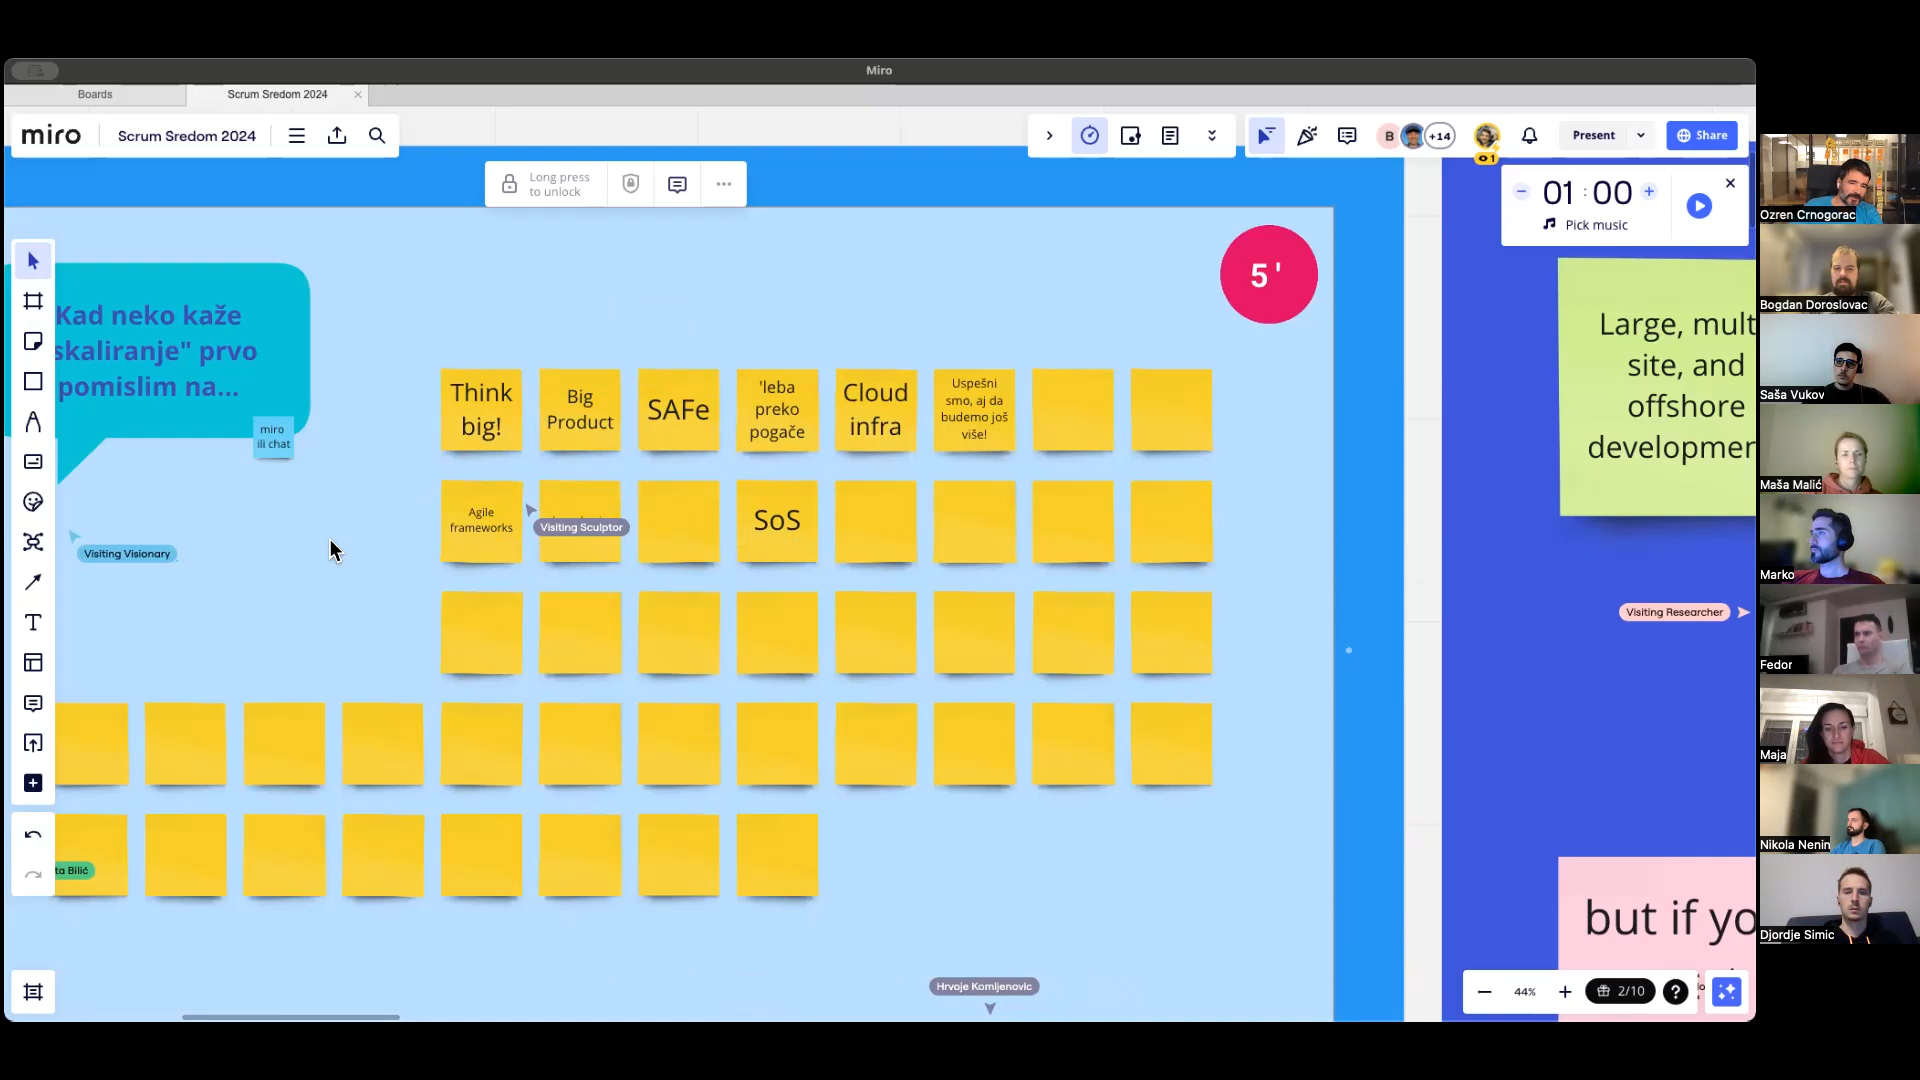 Miro
Boards
Scrum Sredom 2024
miro
Scrum Sredom 2024
B
+14
1
Present
Share
Long press
to unlock
01 : 00
Pick music
5 '
Kad neko kaže
skaliranje" prvo
pomislim na...
miro
ili chat
Think
big!
Big
Product
SAFe
'leba
preko
pogače
Cloud
infra
Uspešni
smo, aj da
budemo još
više!
Agile
frameworks
SoS
Visiting Sculptor
Visiting Visionary
ta Bilić
Hrvoje Komljenovic
Large, mult
site, and
offshore
developmen
Visiting Researcher
but if yo
44%
2/10
?
Ozren Crnogorac
Bogdan Doroslovac
Saša Vukov
Maša Malić
Marko
Fedor
Maja
Nikola Nenin
Djordje Simic